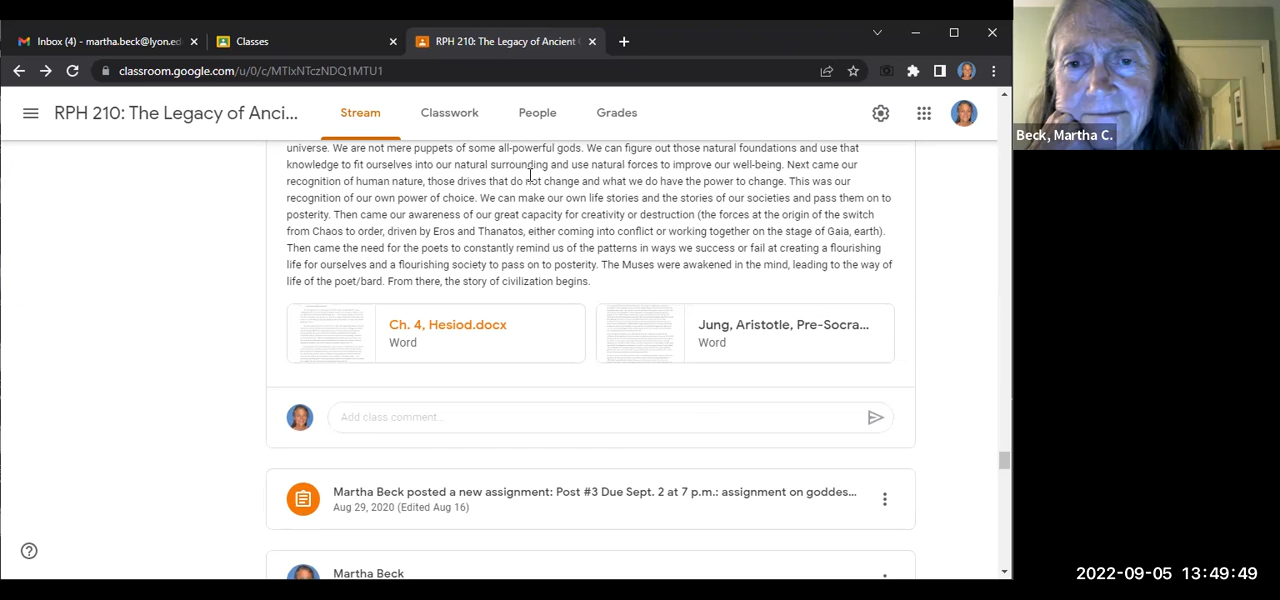 Inbox (4) - martha.beck@lyon.ed
Classes
RPH 210: The Legacy of Ancient
classroom.google.com/u/0/c/MTIxNTczNDQ1MTU1
RPH 210: The Legacy of Anci...
Stream
Classwork
People
Grades
universe. We are not mere puppets of some all-powerful gods. We can figure out those natural foundations and use that
knowledge to fit ourselves into our natural surrounding and use natural forces to improve our well-being. Next came our
recognition of human nature, those drives that do not change and what we do have the power to change. This was our
recognition of our own power of choice. We can make our own life stories and the stories of our societies and pass them on to
posterity. Then came our awareness of our great capacity for creativity or destruction (the forces at the origin of the switch
from Chaos to order, driven by Eros and Thanatos, either coming into conflict or working together on the stage of Gaia, earth).
Then came the need for the poets to constantly remind us of the patterns in ways we success or fail at creating a flourishing
life for ourselves and a flourishing society to pass on to posterity. The Muses were awakened in the mind, leading to the way of
life of the poet/bard. From there, the story of civilization begins.
Ch. 4, Hesiod.docx
Word
Jung, Aristotle, Pre-Socra...
Word
Add class comment...
Martha Beck posted a new assignment: Post #3 Due Sept. 2 at 7 p.m.: assignment on goddes...
Aug 29, 2020 (Edited Aug 16)
Martha Beck
Beck, Martha C.
2022-09-05 13:49:49